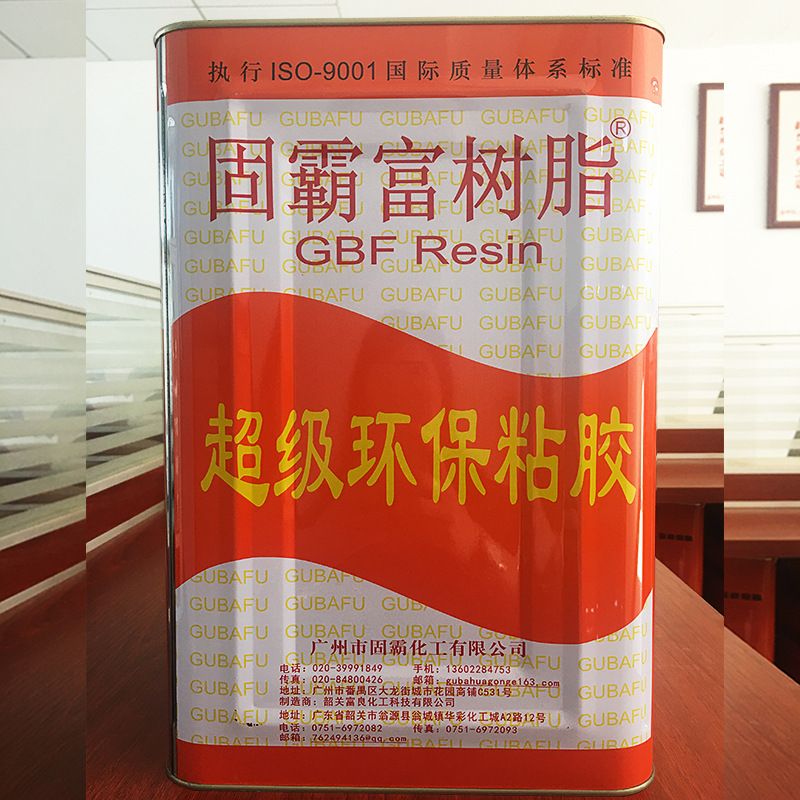 执行ISO-9001国际质量体系标准
固霸富树脂®
GBF Resin
超级环保粘胶
GUBAFU GUBAFU GUBAFU GUBAFU GUBAFU
广州市固霸化工有限公司
电话:020-39991849 手机:13602284753
传真:020-84800426 邮箱:gubahuagonge163.com
地址:广州市番禺区大龙街城市花园商铺C531号
制造商:韶关富良化工科技有限公司
地址:广东省韶关市翁源县翁城镇华彩化工城A2路12号
电话:0751-6972082 传真:0751-6972093
邮箱:762494136@qq.com